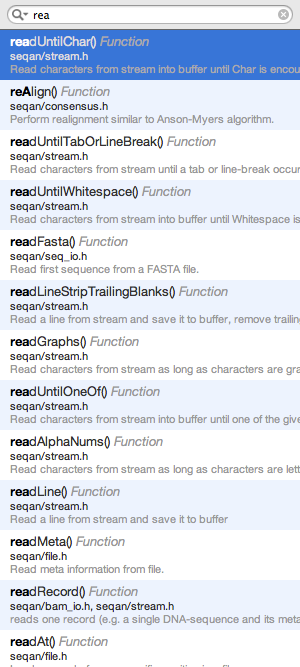 rea
readUntilChar() Function
seqan/stream.h
Read characters from stream into buffer until Char is encou
reAlign() Function
seqan/consensus.h
Perform realignment similar to Anson-Myers algorithm.
readUntilTabOrLineBreak() Function
seqan/stream.h
Read characters from stream until a tab or line-break occur
readUntilWhitespace() Function
seqan/stream.h
Read characters from stream into buffer until Whitespace is
readFasta() Function
seqan/seq_io.h
Read first sequence from a FASTA file.
readLineStripTrailingBlanks() Function
seqan/stream.h
Read a line from stream and save it to buffer, remove trailin
readGraphs() Function
seqan/stream.h
Read characters from stream as long as characters are gra
readUntilOneOf() Function
seqan/stream.h
Read characters from stream into buffer until one of the give
readAlphaNums() Function
seqan/stream.h
Read characters from stream as long as characters are lett
readLine() Function
seqan/stream.h
Read a line from stream and save it to buffer
readMeta() Function
seqan/file.h
Read meta information from file.
readRecord() Function
seqan/bam_io.h, seqan/stream.h
reads one record (e.g. a single DNA-sequence and its meta
readAt() Function
seqan/file.h